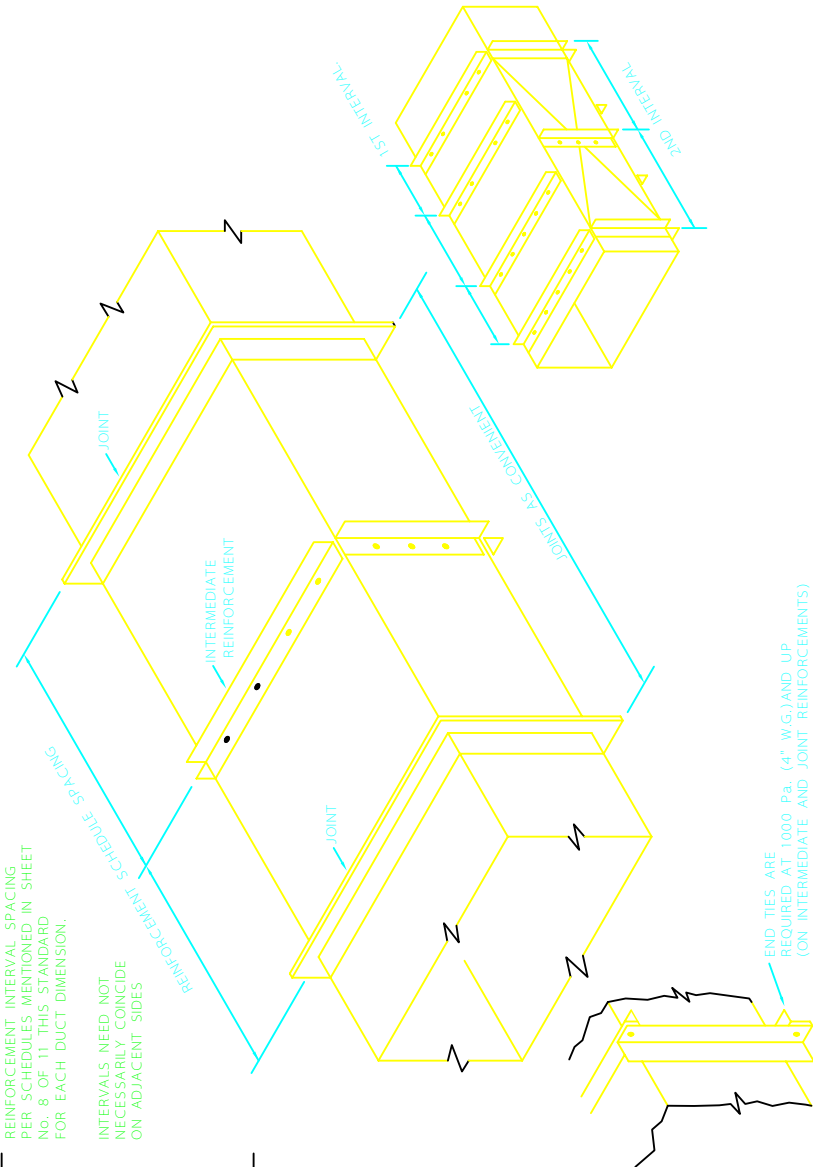 REINFORCEMENT INTERVAL SPACING
PER SCHEDULES MENTIONED IN SHEET
No. 8 OF 11 THIS STANDARD
FOR EACH DUCT DIMENSION.
INTERVALS NEED NOT
NECESSARILY COINCIDE
ON ADJACENT SIDES
REINFORCEMENT SCHEDULE SPACING
JOINT
INTERMEDIATE
REINFORCEMENT
JOINT
JOINTS AS CONVENIENT
1ST INTERVAL.
2ND INTERVAL
END TIES ARE
REQUIRED AT 1000 Pa. (4" W.G.)AND UP
(ON INTERMEDIATE AND JOINT REINFORCEMENTS)